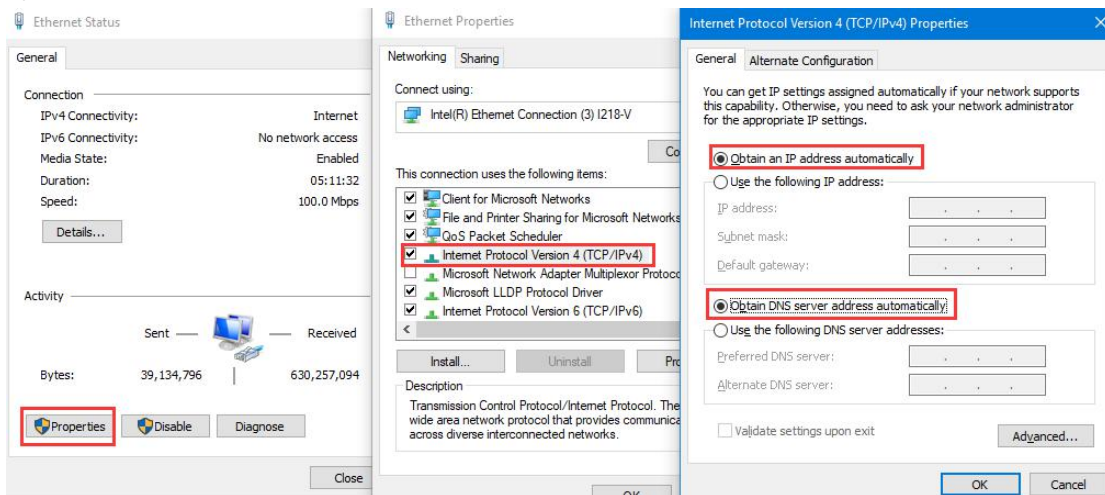 Ethernet Status
General
Connection
IPv4 Connectivity: Internet
IPv6 Connectivity: No network access
Media State: Enabled
Duration: 05:11:32
Speed: 100.0 Mbps
Details...
Activity
Sent — Received
Bytes: 39,134,796 | 630,257,094
Properties Disable Diagnose
Close
Ethernet Properties
Networking Sharing
Connect using:
Intel(R) Ethernet Connection (3) I218-V
Co
This connection uses the following items:
Client for Microsoft Networks
File and Printer Sharing for Microsoft Networks
QoS Packet Scheduler
Internet Protocol Version 4 (TCP/IPv4)
Microsoft Network Adapter Multiplexor Protoco
Microsoft LLDP Protocol Driver
Internet Protocol Version 6 (TCP/IPv6)
Install... Uninstall Pro
Description
Transmission Control Protocol/Internet Protocol. The
wide area network protocol that provides communica
across diverse interconnected networks.
OK
Internet Protocol Version 4 (TCP/IPv4) Properties
General Alternate Configuration
You can get IP settings assigned automatically if your network supports
this capability. Otherwise, you need to ask your network administrator
for the appropriate IP settings.
Obtain an IP address automatically
Use the following IP address:
IP address:
Subnet mask:
Default gateway:
Obtain DNS server address automatically
Use the following DNS server addresses:
Preferred DNS server:
Alternate DNS server:
Validate settings upon exit
Advanced...
OK Cancel